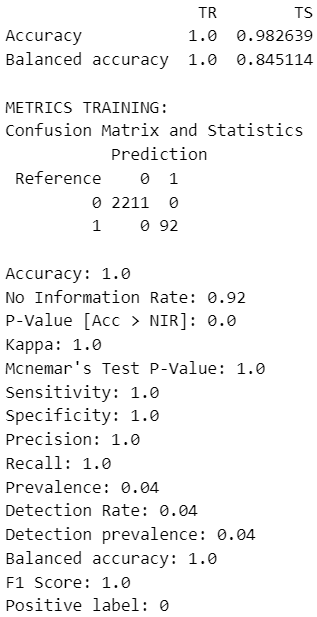 TR TS
Accuracy 1.0 0.982639
Balanced accuracy 1.0 0.845114
METRICS TRAINING:
Confusion Matrix and Statistics
Prediction
Reference 0 1
0 2211 0
1 0 92
Accuracy: 1.0
No Information Rate: 0.92
P-Value [Acc > NIR]: 0.0
Kappa: 1.0
Mcnemar's Test P-Value: 1.0
Sensitivity: 1.0
Specificity: 1.0
Precision: 1.0
Recall: 1.0
Prevalence: 0.04
Detection Rate: 0.04
Detection prevalence: 0.04
Balanced accuracy: 1.0
F1 Score: 1.0
Positive label: 0